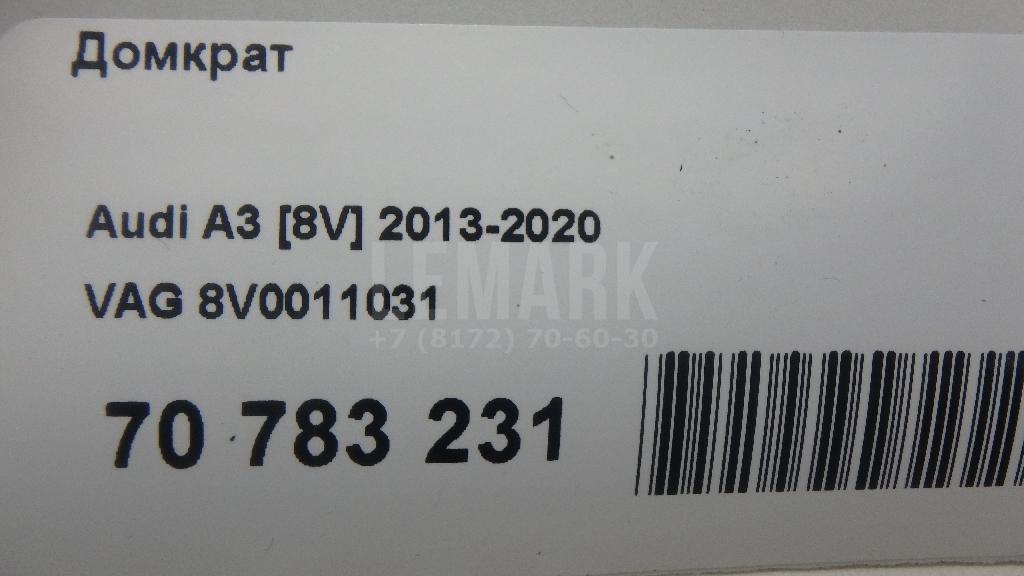 Домкрат
Audi A3 [8V] 2013-2020
LEMARK
VAG 8V0011031
+7 (8172) 70-60-30
70 783 231